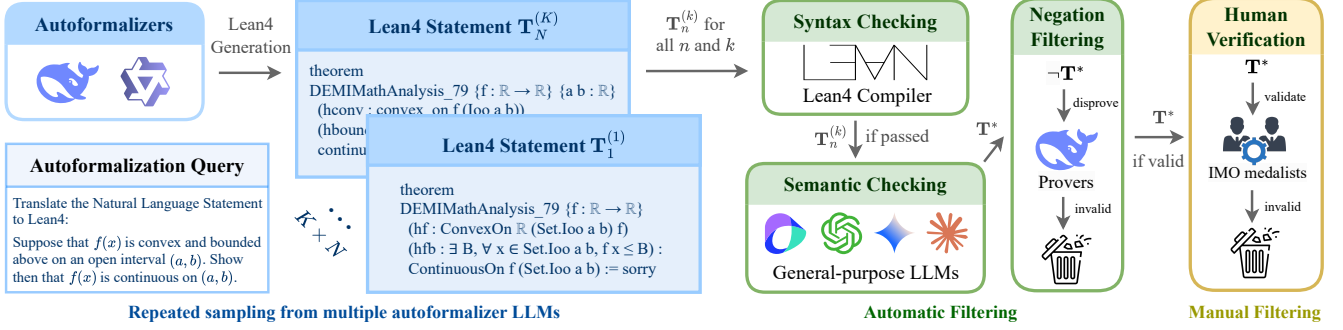 Autoformalizers
Lean4
Generation
Autoformalization Query
Translate the Natural Language Statement
to Lean4:
Suppose that f(x) is convex and bounded
above on an open interval (a, b). Show
then that f(x) is continuous on (a, b).
Lean4 Statement T_N^{(K)}
theorem
DEMIMathAnalysis_79 {f : ℝ → ℝ} {a b : ℝ}
(hconv : convex_on f (Ioo a b))
(hboun
continu
Lean4 Statement T_1^{(1)}
theorem
DEMIMathAnalysis_79 {f : ℝ → ℝ}
(hf : ConvexOn ℝ (Set.Ioo a b) f)
(hfb : ∃ B, ∀ x ∈ Set.Ioo a b, f x ≤ B) :
ContinuousOn f (Set.Ioo a b) := sorry
K × N
Repeated sampling from multiple autoformalizer LLMs
T_n^{(k)} for
all n and k
Syntax Checking
LEAN
Lean4 Compiler
T_n^{(k)} if passed
Semantic Checking
General-purpose LLMs
T*
Negation
Filtering
¬T*
disprove
Provers
invalid
Automatic Filtering
T*
if valid
Human
Verification
T*
validate
IMO medalists
invalid
Manual Filtering